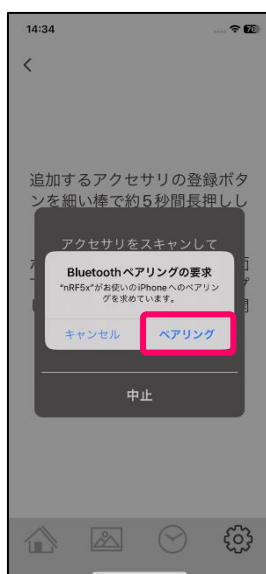 14:34
78
追加するアクセサリの登録ボタ
ンを細い棒で約5秒間長押しし
アクセサリをスキャンして
Bluetoothペアリングの要求
"nRF5x"がお使いのiPhoneへのペアリン
グを求めています。
キャンセル
ペアリング
中止